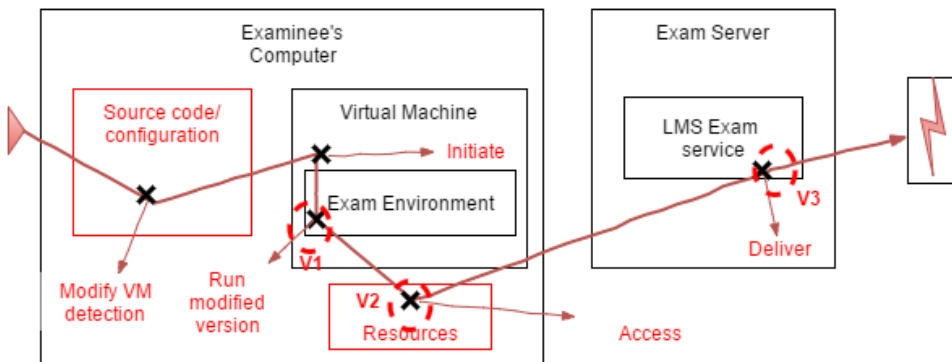 Examinee's
Computer
Exam Server
Source code/
configuration
Virtual Machine
LMS Exam
service
Initiate
Exam Environment
V3
V1
Deliver
Modify VM
detection
Run
modified
version
V2
Resources
Access